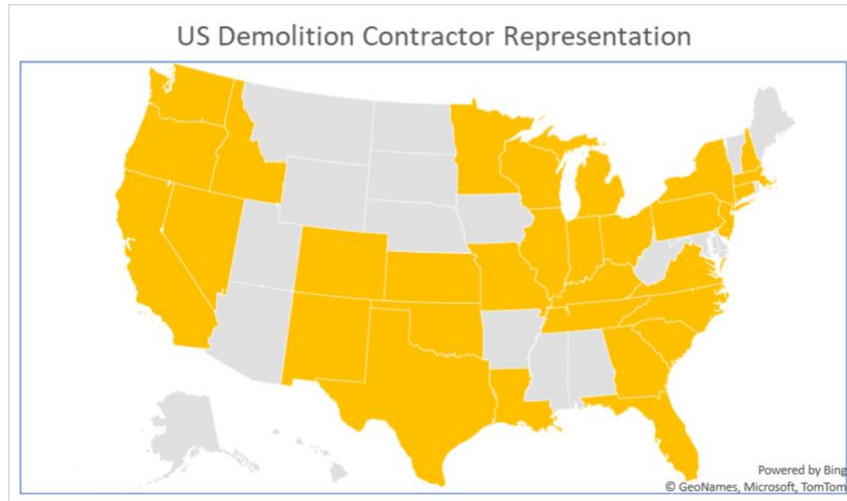 US Demolition Contractor Representation
Powered by Bing
© GeoNames, Microsoft, TomTom